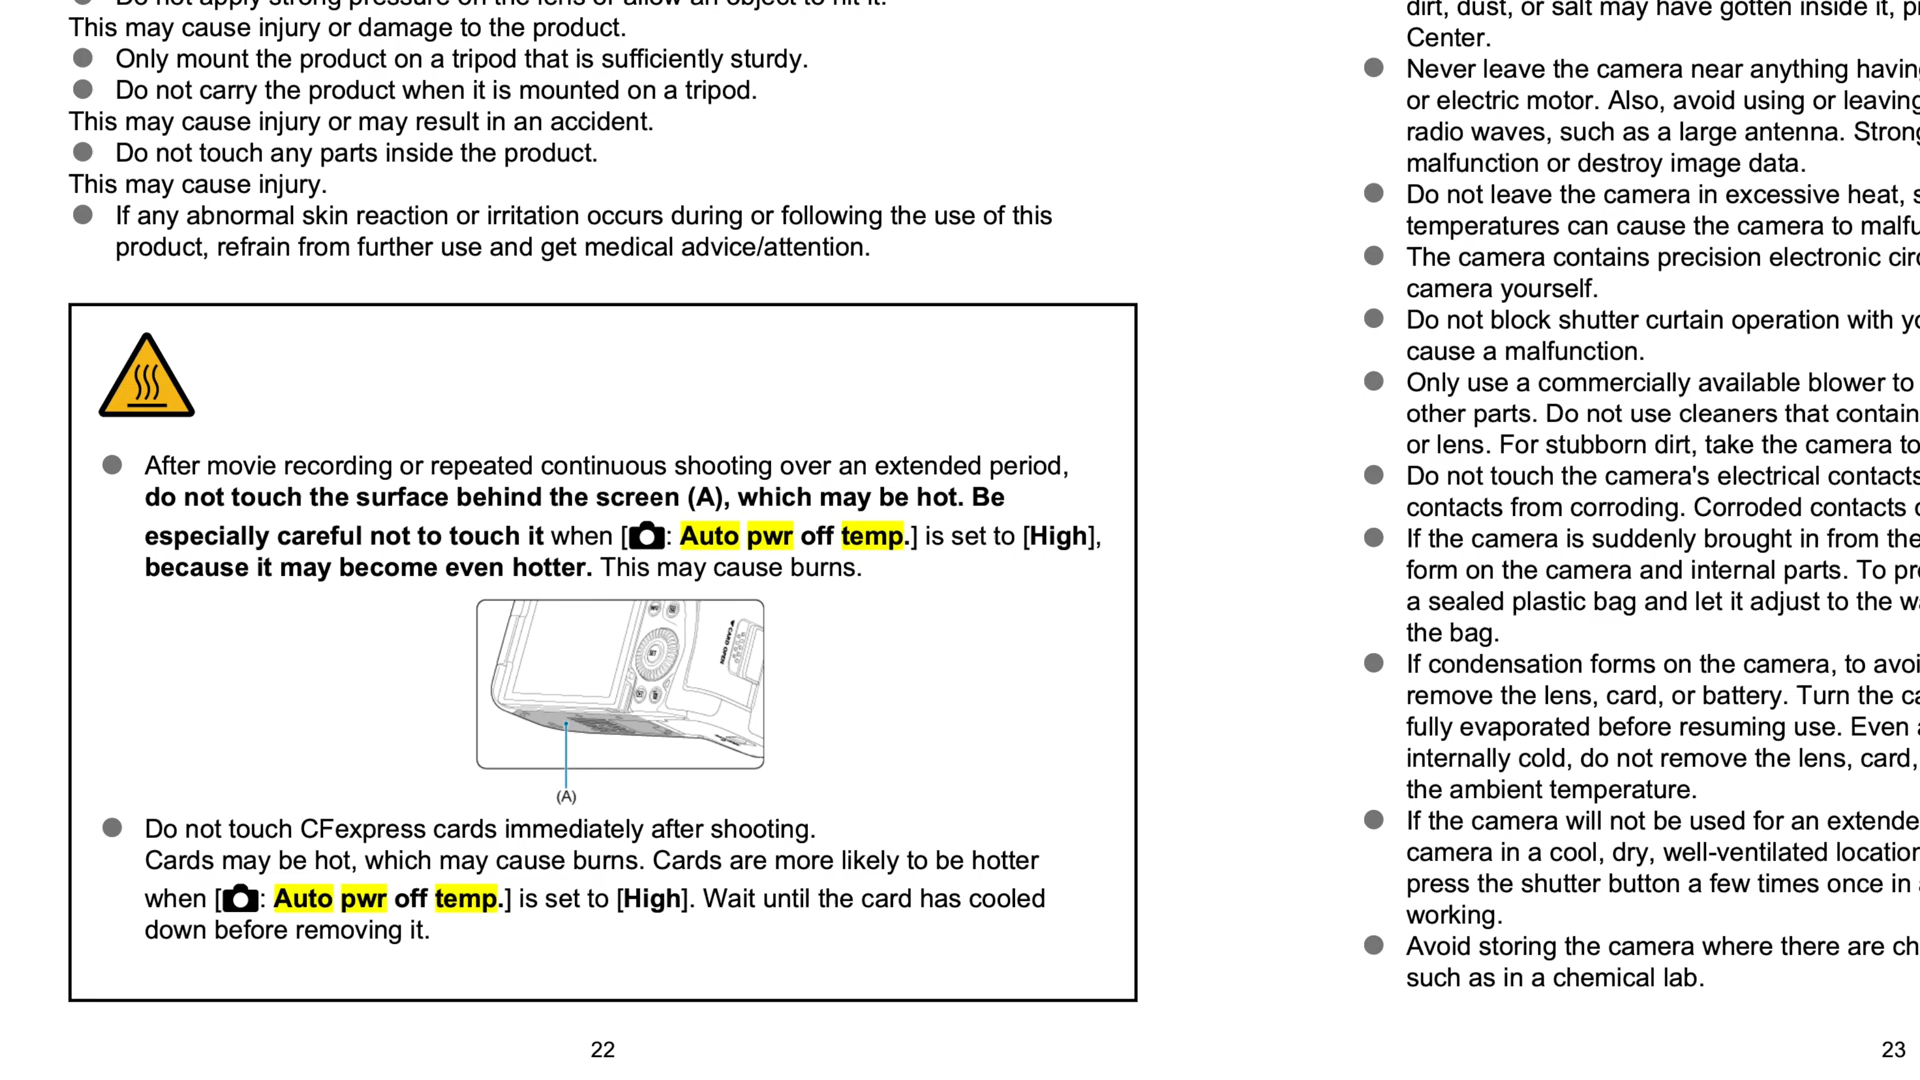 This may cause injury or damage to the product.
Only mount the product on a tripod that is sufficiently sturdy.
Do not carry the product when it is mounted on a tripod.
This may cause injury or may result in an accident.
Do not touch any parts inside the product.
This may cause injury.
If any abnormal skin reaction or irritation occurs during or following the use of this
product, refrain from further use and get medical advice/attention.
After movie recording or repeated continuous shooting over an extended period,
do not touch the surface behind the screen (A), which may be hot. Be
especially careful not to touch it when [: Auto pwr off temp.] is set to [High],
because it may become even hotter. This may cause burns.
CARD OPEN
(A)
Do not touch CFexpress cards immediately after shooting.
Cards may be hot, which may cause burns. Cards are more likely to be hotter
when [: Auto pwr off temp.] is set to [High]. Wait until the card has cooled
down before removing it.
22
dirt, dust, or salt may have gotten inside it,
Center.
Never leave the camera near anything
or electric motor. Also, avoid using or
radio waves, such as a large antenna.
malfunction or destroy image data.
Do not leave the camera in excessive heat,
temperatures can cause the camera to
The camera contains precision electronic
camera yourself.
Do not block shutter curtain operation with
cause a malfunction.
Only use a commercially available blower to
other parts. Do not use cleaners that contain
or lens. For stubborn dirt, take the camera to
Do not touch the camera's electrical contacts
contacts from corroding. Corroded contacts
If the camera is suddenly brought in from the
form on the camera and internal parts. To
a sealed plastic bag and let it adjust to the
the bag.
If condensation forms on the camera, to
remove the lens, card, or battery. Turn the
fully evaporated before resuming use. Even
internally cold, do not remove the lens, card,
the ambient temperature.
If the camera will not be used for an
camera in a cool, dry, well-ventilated
press the shutter button a few times once in
working.
Avoid storing the camera where there are
such as in a chemical lab.
23